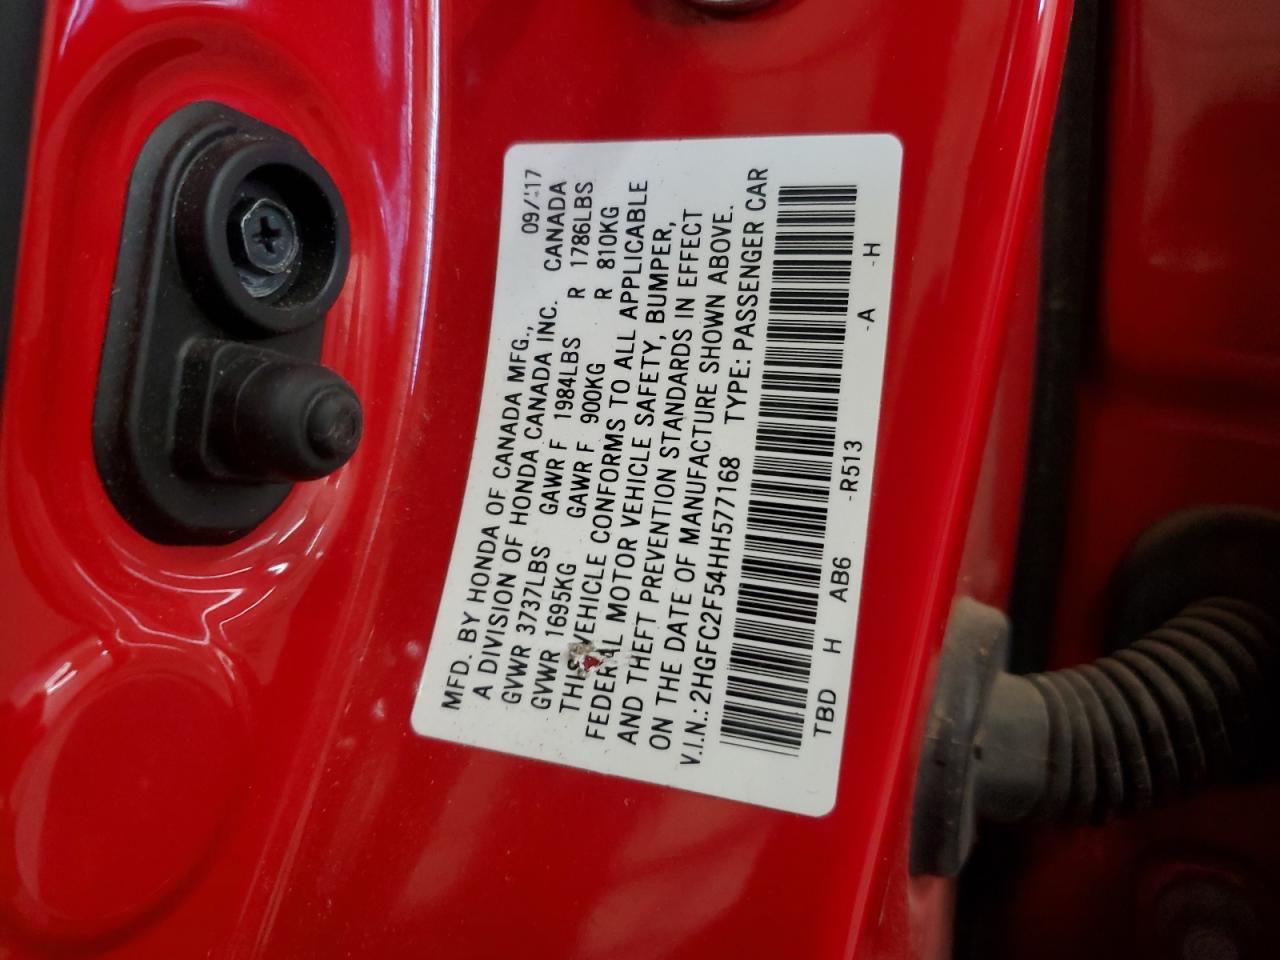 MFD. BY HONDA OF CANADA MFG., 09/'17
A DIVISION OF HONDA CANADA INC. CANADA
GVWR 3737LBS GAWR F 1984LBS R 1786LBS
GVWR 1695KG GAWR F 900KG R 810KG
THIS VEHICLE CONFORMS TO ALL APPLICABLE
FEDERAL MOTOR VEHICLE SAFETY, BUMPER,
AND THEFT PREVENTION STANDARDS IN EFFECT
ON THE DATE OF MANUFACTURE SHOWN ABOVE.
V.I.N.: 2HGFC2F54HH577168 TYPE: PASSENGER CAR
TBD H AB6 -R513 -A -H